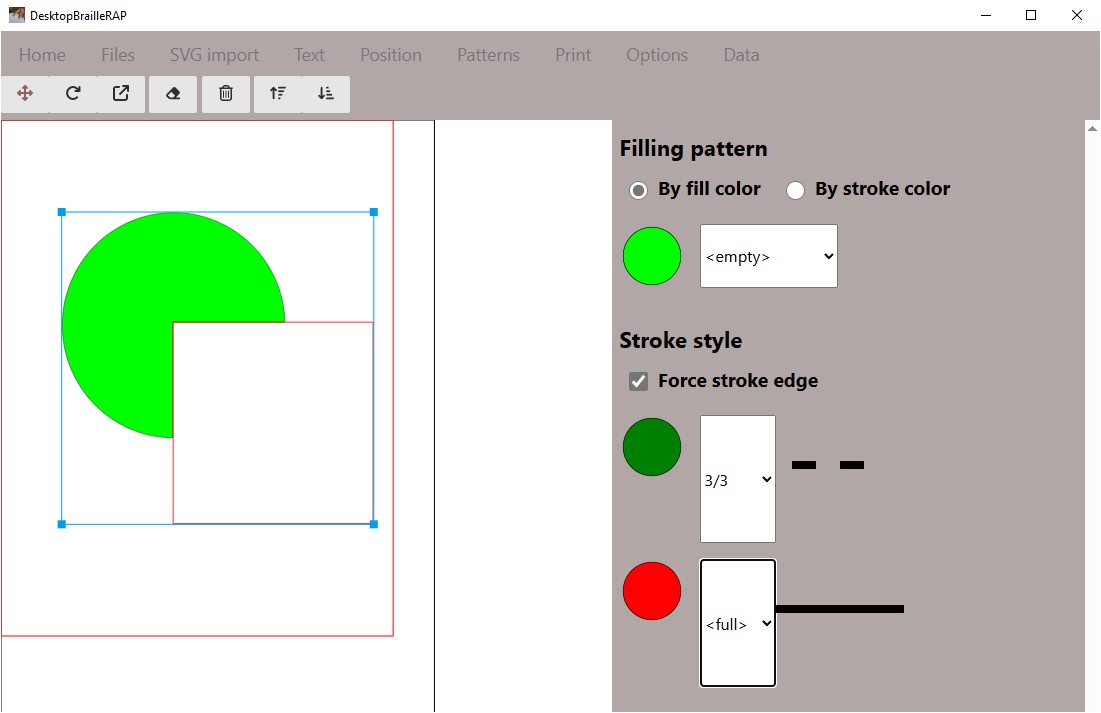 DesktopBrailleRAP
Home Files SVG import Text Position Patterns Print Options Data
Filling pattern
By fill color By stroke color
<empty>
Stroke style
Force stroke edge
3/3
<full>